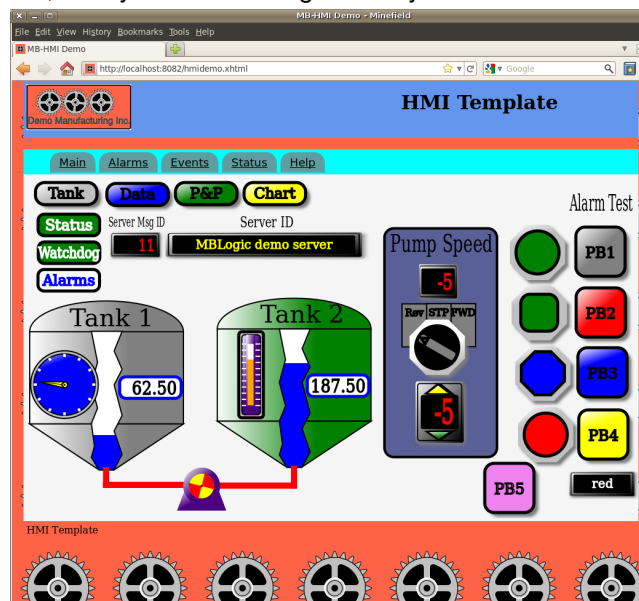 MB-HMI Demo - Minefield
File Edit View History Bookmarks Tools Help
MB-HMI Demo
http://localhost:8082/hmidemo.xhtml
Google
Demo Manufacturing Inc.
HMI Template
Main Alarms Events Status Help
Tank Data P&P Chart
Alarm Test
Status Server Msg ID Server ID
Watchdog 11 MBLogic demo server
Alarms
Pump Speed
-5
Rev STP FWD
-5
PB1
PB2
PB3
PB4
PB5
red
Tank 1
62.50
Tank 2
187.50
HMI Template